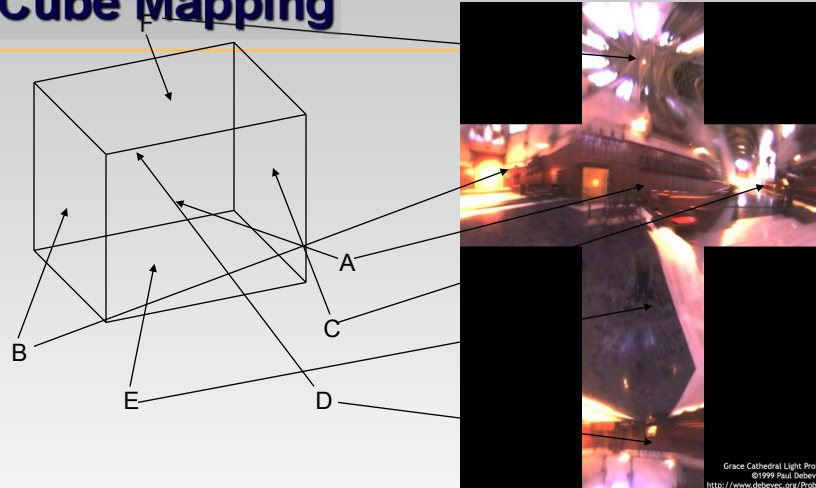 Cube Mapping
F
A
C
B
E
D
Grace Cathedral Light Pro
©1999 Paul Debev
http://www.debevec.org/Prob